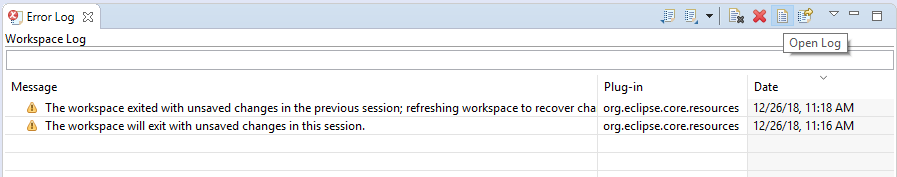 Error Log
Workspace Log
Open Log
Message Plug-in Date
The workspace exited with unsaved changes in the previous session; refreshing workspace to recover cha org.eclipse.core.resources 12/26/18, 11:18 AM
The workspace will exit with unsaved changes in this session. org.eclipse.core.resources 12/26/18, 11:16 AM